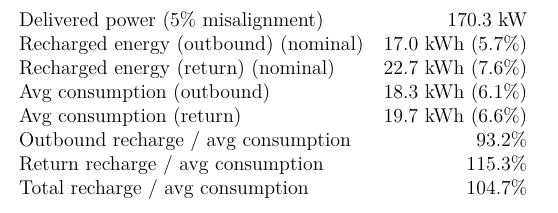 Delivered power (5% misalignment) 170.3 kW
Recharged energy (outbound) (nominal) 17.0 kWh (5.7%)
Recharged energy (return) (nominal) 22.7 kWh (7.6%)
Avg consumption (outbound) 18.3 kWh (6.1%)
Avg consumption (return) 19.7 kWh (6.6%)
Outbound recharge / avg consumption 93.2%
Return recharge / avg consumption 115.3%
Total recharge / avg consumption 104.7%